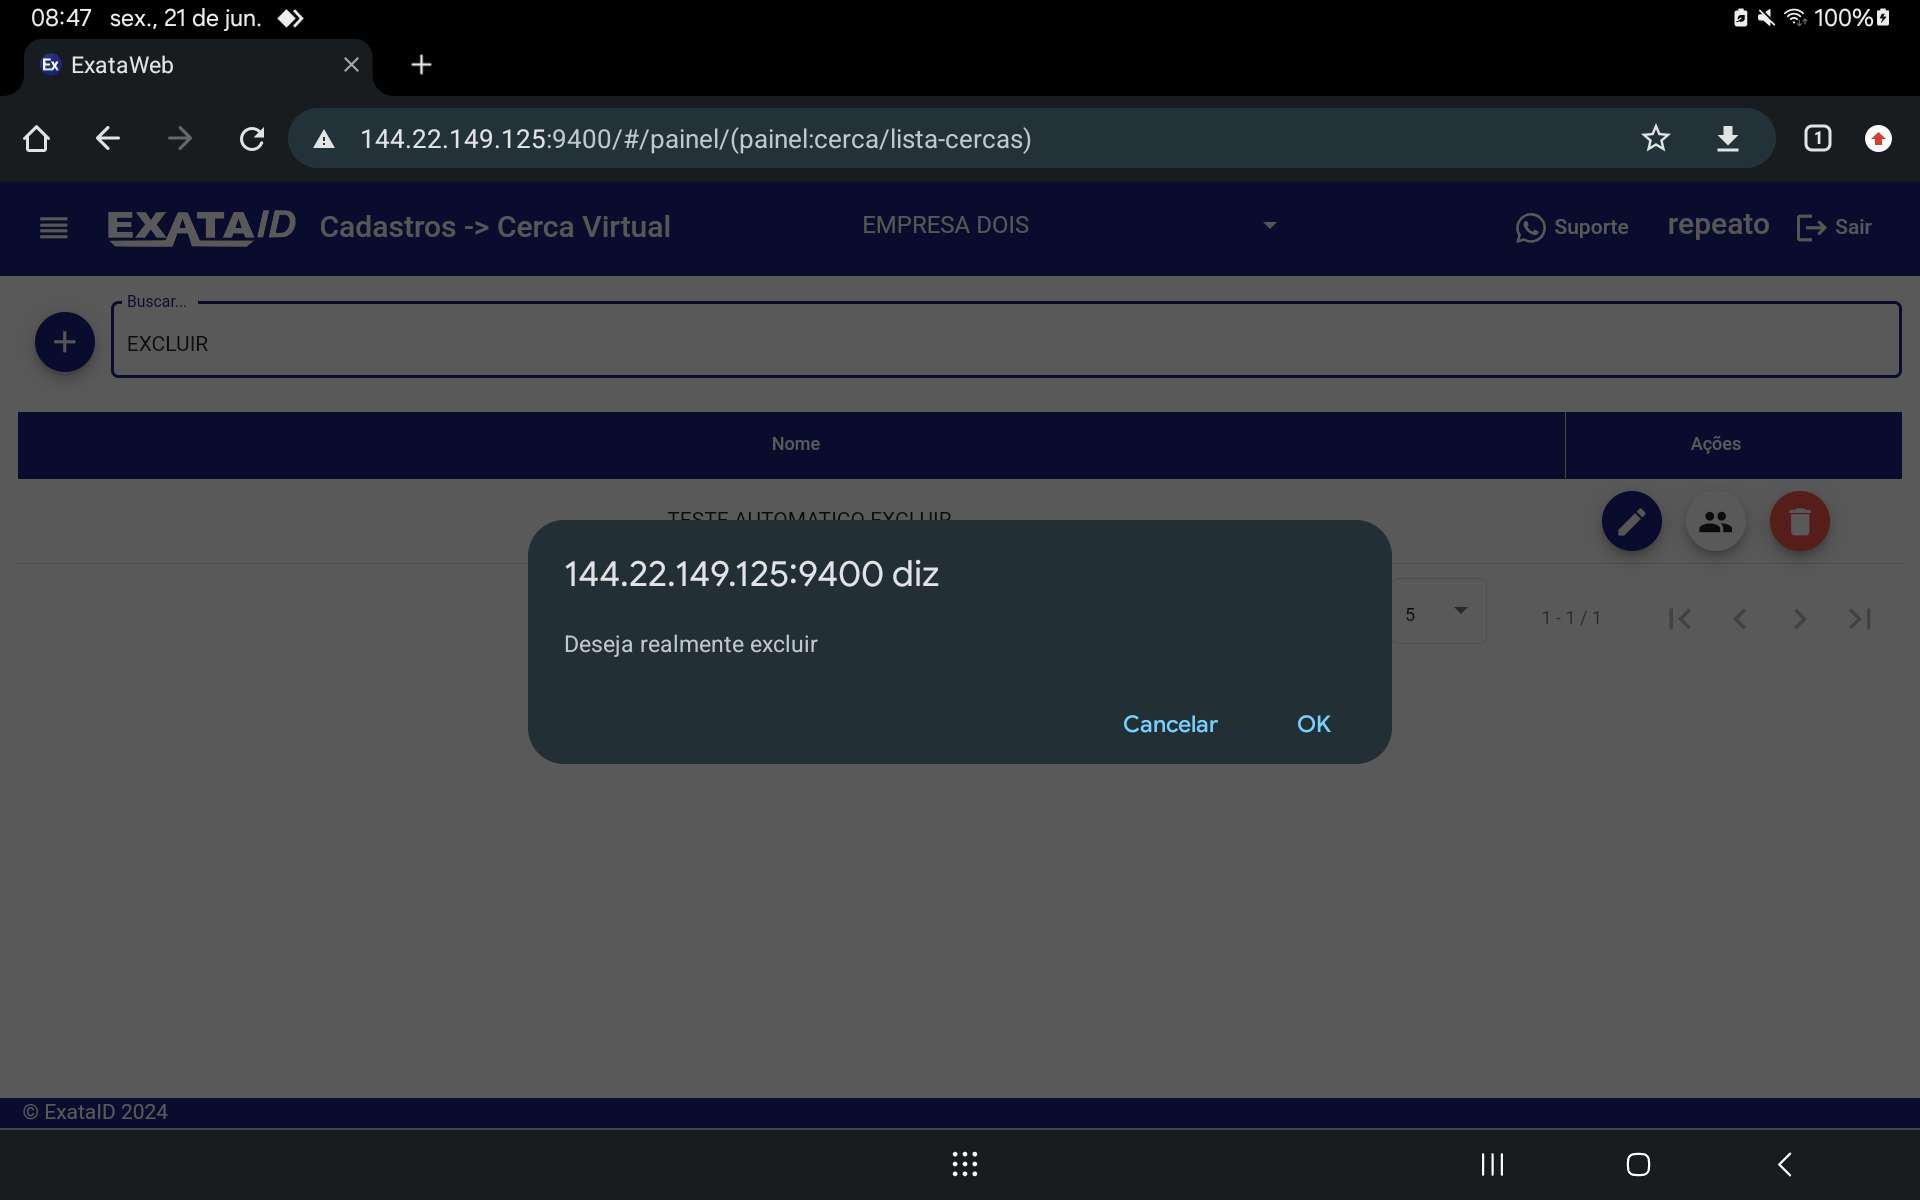 08:47 sex., 21 de jun. 100%
Ex ExataWeb
144.22.149.125:9400/#/painel/(painel:cerca/lista-cercas) 1
EXATAID Cadastros -> Cerca Virtual EMPRESA DOIS Suporte repeato Sair
Buscar...
EXCLUIR
Nome Ações
TESTE AUTOMATICO EXCLUIR
144.22.149.125:9400 diz
5 1 - 1 / 1
Deseja realmente excluir
Cancelar OK
© ExataID 2024